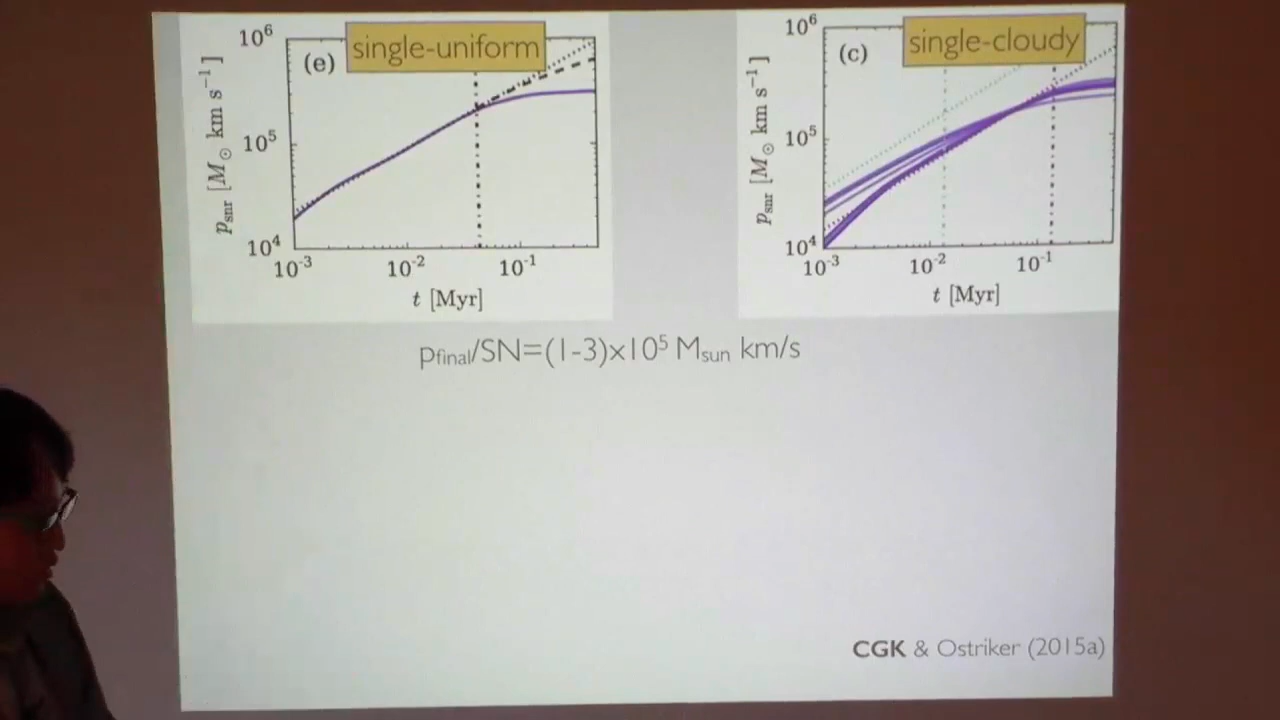 single-uniform
(e)
10⁶
10⁵
10⁴
p_snr [M_⊙ km s⁻¹]
10⁻³ 10⁻² 10⁻¹
t [Myr]
single-cloudy
(c)
10⁶
10⁵
10⁴
p_snr [M_⊙ km s⁻¹]
10⁻³ 10⁻² 10⁻¹
t [Myr]
p_final/SN=(1-3)x10⁵ M_sun km/s
CGK & Ostriker (2015a)